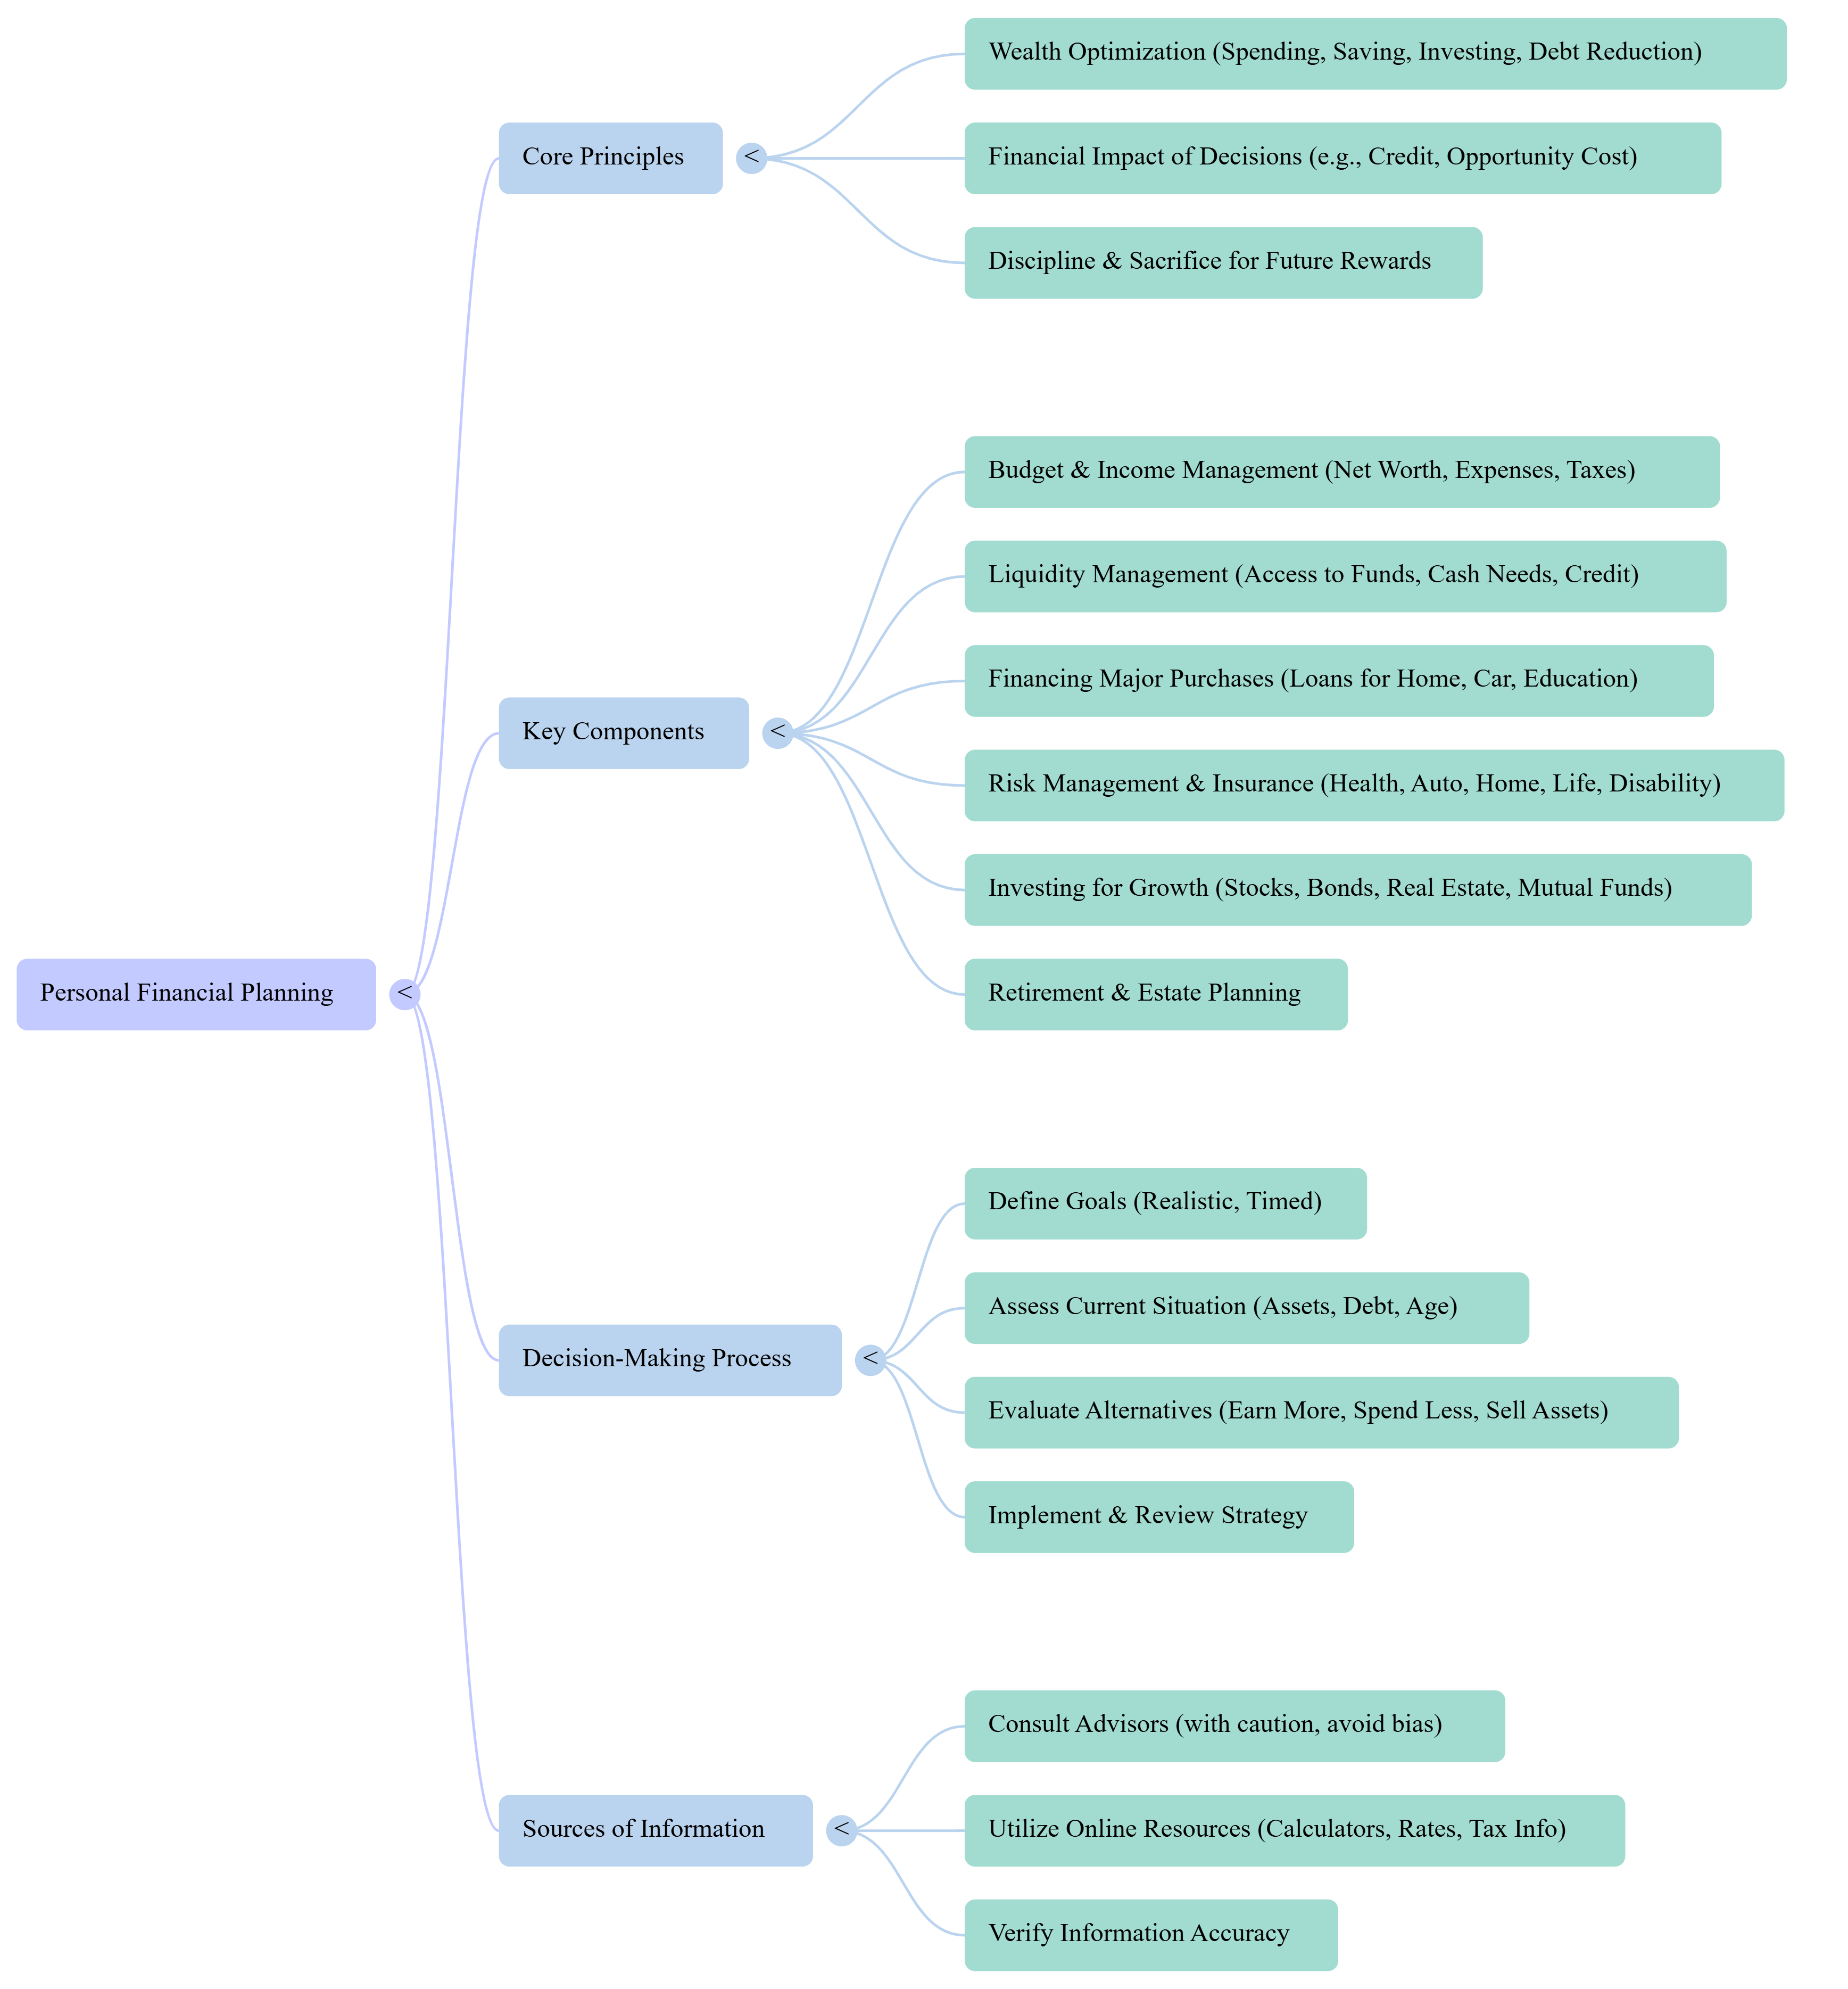 Personal Financial Planning
<
Core Principles
<
Wealth Optimization (Spending, Saving, Investing, Debt Reduction)
Financial Impact of Decisions (e.g., Credit, Opportunity Cost)
Discipline & Sacrifice for Future Rewards
Key Components
<
Budget & Income Management (Net Worth, Expenses, Taxes)
Liquidity Management (Access to Funds, Cash Needs, Credit)
Financing Major Purchases (Loans for Home, Car, Education)
Risk Management & Insurance (Health, Auto, Home, Life, Disability)
Investing for Growth (Stocks, Bonds, Real Estate, Mutual Funds)
Retirement & Estate Planning
Decision-Making Process
<
Define Goals (Realistic, Timed)
Assess Current Situation (Assets, Debt, Age)
Evaluate Alternatives (Earn More, Spend Less, Sell Assets)
Implement & Review Strategy
Sources of Information
<
Consult Advisors (with caution, avoid bias)
Utilize Online Resources (Calculators, Rates, Tax Info)
Verify Information Accuracy